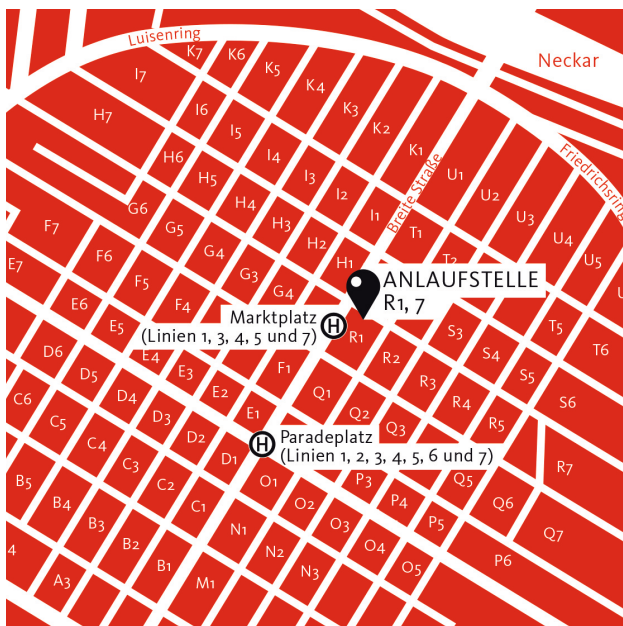 Luisenring
Neckar
K7
K6
K5
I7
K4
K3
K2
K1
H7
I6
I5
I4
I3
I2
I1
Breite Straße
U1
U2
U3
U4
U5
Friedrichsring
H6
H5
H4
H3
H2
H1
T1
T2
G6
G5
G4
G3
G4
F7
F6
F5
F4
ANLAUFSTELLE
R1, 7
Marktplatz
(Linien 1, 3, 4, 5 und 7)
H
E7
E6
E5
E4
E3
E2
E1
F1
R1
R2
R3
R4
R5
S3
S4
S5
S6
T5
T6
R7
D6
D5
D4
D3
D2
D1
Q1
Q2
Q3
H
Paradeplatz
(Linien 1, 2, 3, 4, 5, 6 und 7)
C6
C5
C4
C3
C2
C1
O1
O2
O3
O4
O5
P3
P4
P5
P6
Q5
Q6
Q7
B5
B4
B3
B2
B1
N1
N2
N3
4
A3
M1